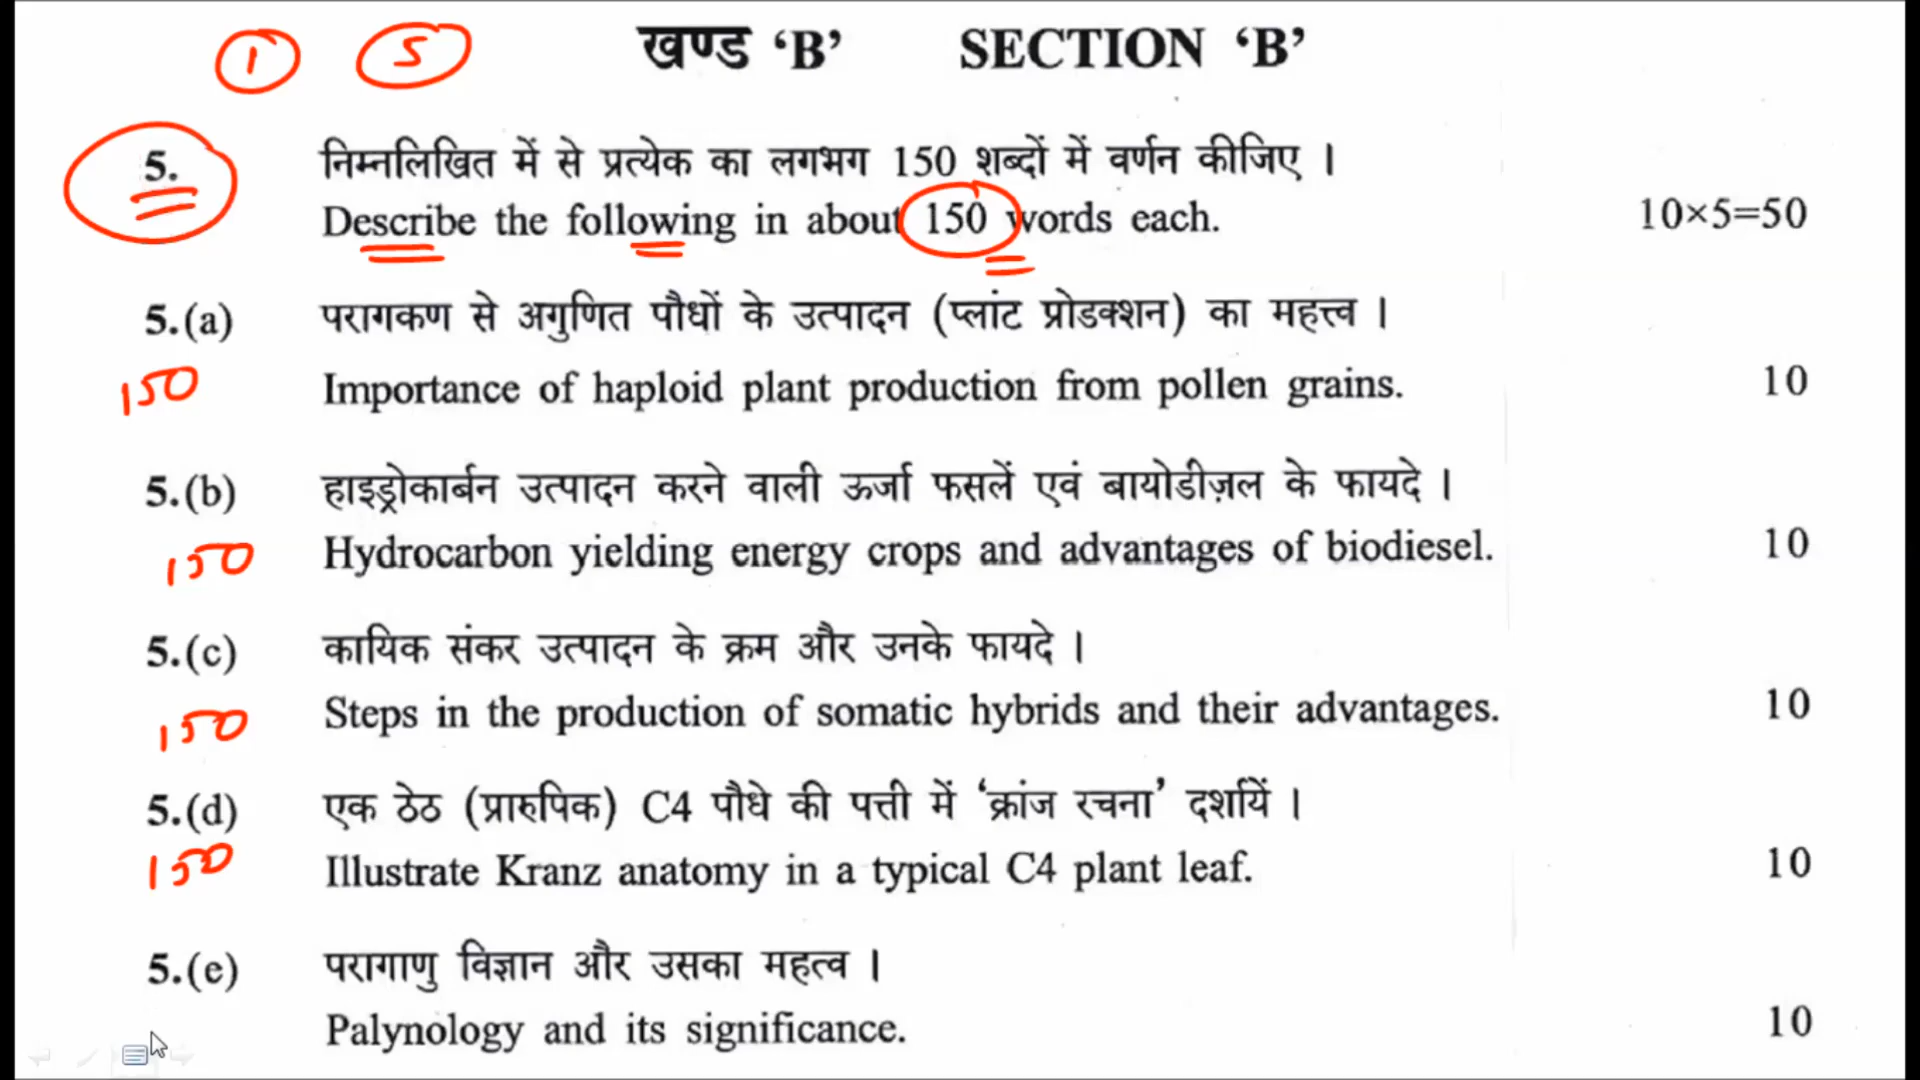 ① ⑤ खण्ड ‘B’ SECTION ‘B’
5. निम्नलिखित में से प्रत्येक का लगभग 150 शब्दों में वर्णन कीजिए ।
Describe the following in about 150 words each. 10×5=50
5.(a) परागकण से अगुणित पौधों के उत्पादन (प्लांट प्रोडक्शन) का महत्त्व ।
150 Importance of haploid plant production from pollen grains. 10
5.(b) हाइड्रोकार्बन उत्पादन करने वाली ऊर्जा फसलें एवं बायोडीज़ल के फायदे ।
150 Hydrocarbon yielding energy crops and advantages of biodiesel. 10
5.(c) कायिक संकर उत्पादन के क्रम और उनके फायदे ।
150 Steps in the production of somatic hybrids and their advantages. 10
5.(d) एक ठेठ (प्रारुपिक) C4 पौधे की पत्ती में ‘क्रांज रचना’ दर्शायें ।
150 Illustrate Kranz anatomy in a typical C4 plant leaf. 10
5.(e) परागाणु विज्ञान और उसका महत्व ।
Palynology and its significance. 10